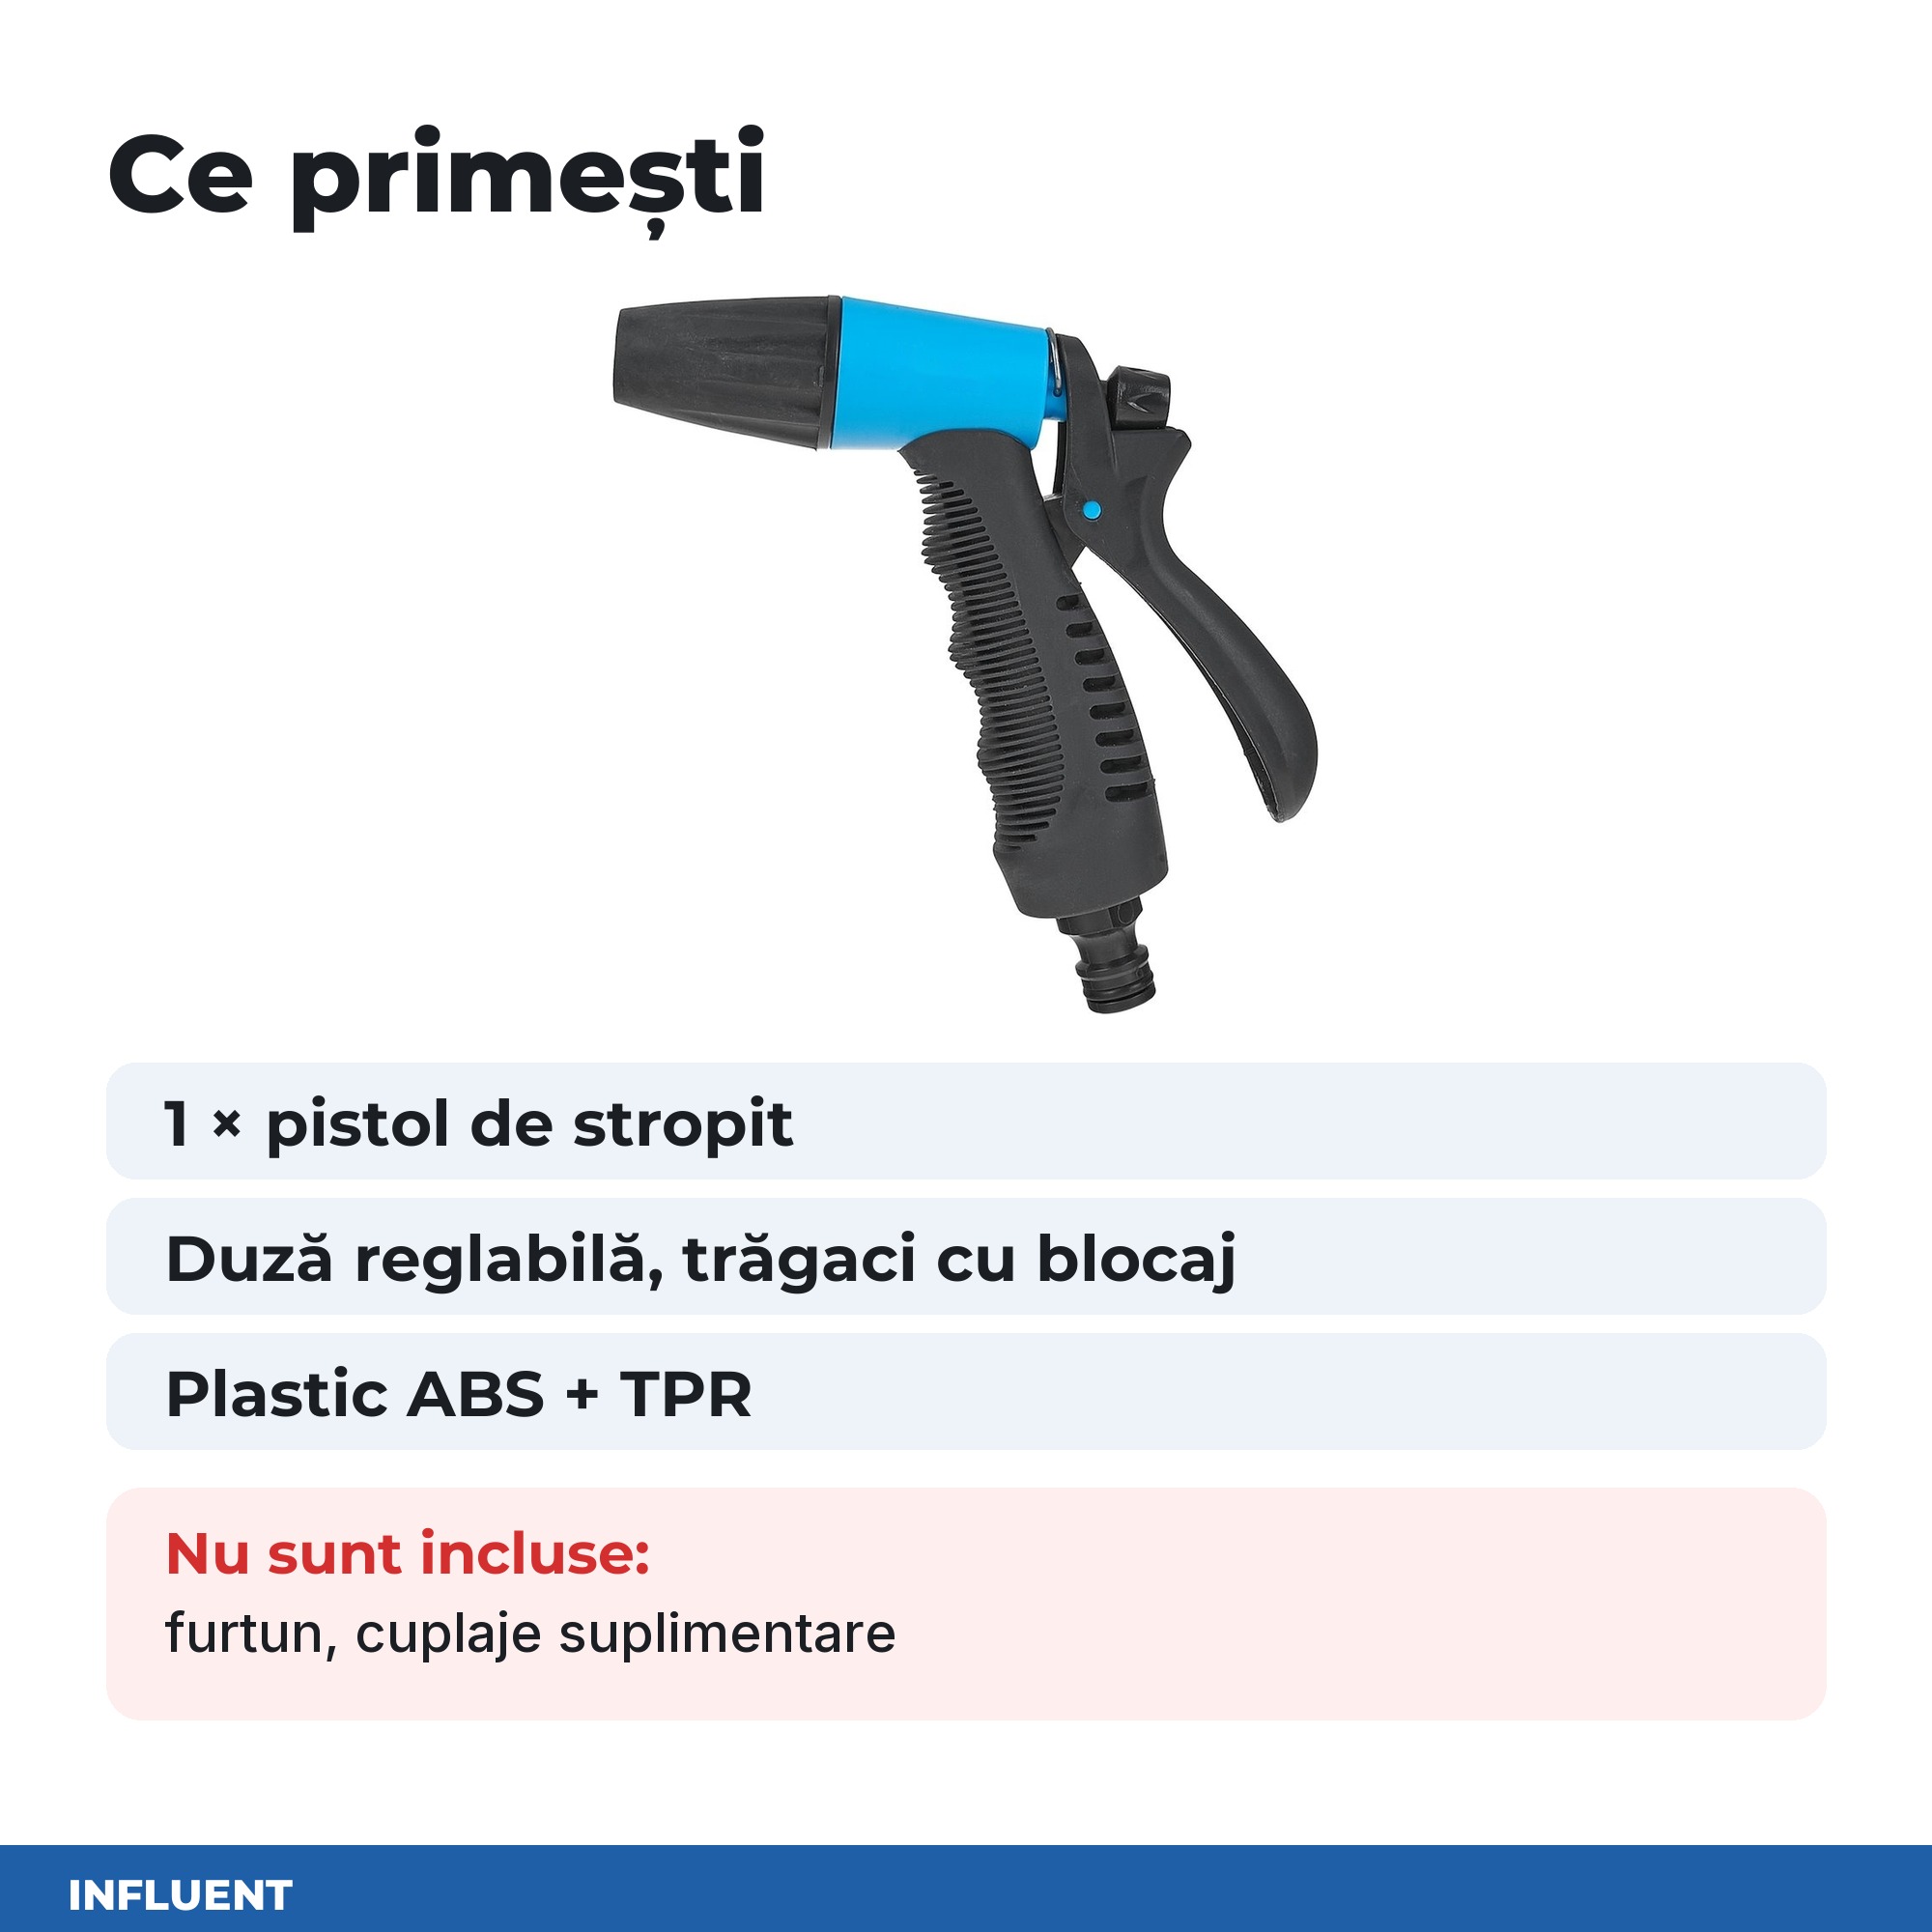 Ce primești
1 × pistol de stropit
Duză reglabilă, trăgaci cu blocaj
Plastic ABS + TPR
Nu sunt incluse:
furtun, cuplaje suplimentare
INFLUENT